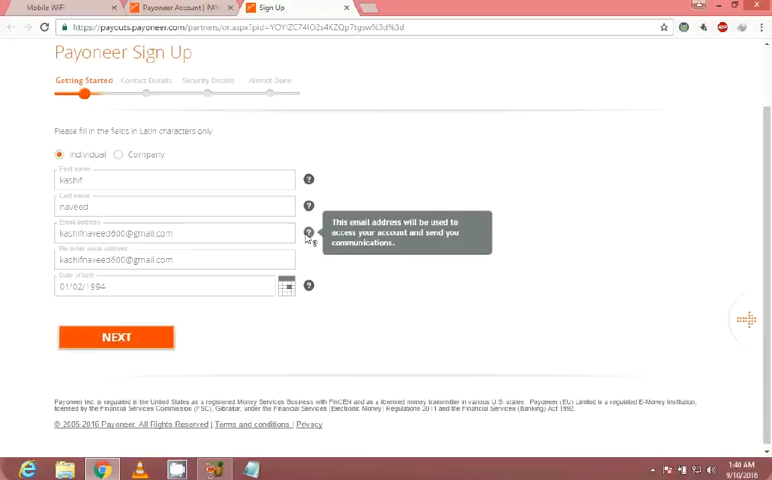 Mobile WiFi
Payoneer Account | PAY
Sign Up
https://payouts.payoneer.com/partners/or.aspx?pid=
Payoneer Sign Up
Getting Started
Contact Details
Security Details
Almost Done
Please fill in the fields in Latin characters only
Individual
Company
First name
kashif
Last name
naveed
Email address
kashifnaveed600@gmail.com
This email address will be used to
access your account and send you
communications.
Re-enter email address
kashifnaveed600@gmail.com
Date of birth
01/02/1994
NEXT
Payoneer Inc. is regulated in the United States as a registered Money Services Business with FinCEN and as a licensed money transmitter in various U.S. states. Payoneer (EU) Limited is a regulated E-Money Institution,
licensed by the Financial Services Commission (FSC), Gibraltar, under the Financial Services (Electronic Money) Regulations 2011 and the Financial Services (Banking) Act 1992.
© 2005-2016 Payoneer, All Rights Reserved | Terms and conditions | Privacy
1:40 AM
9/10/2016